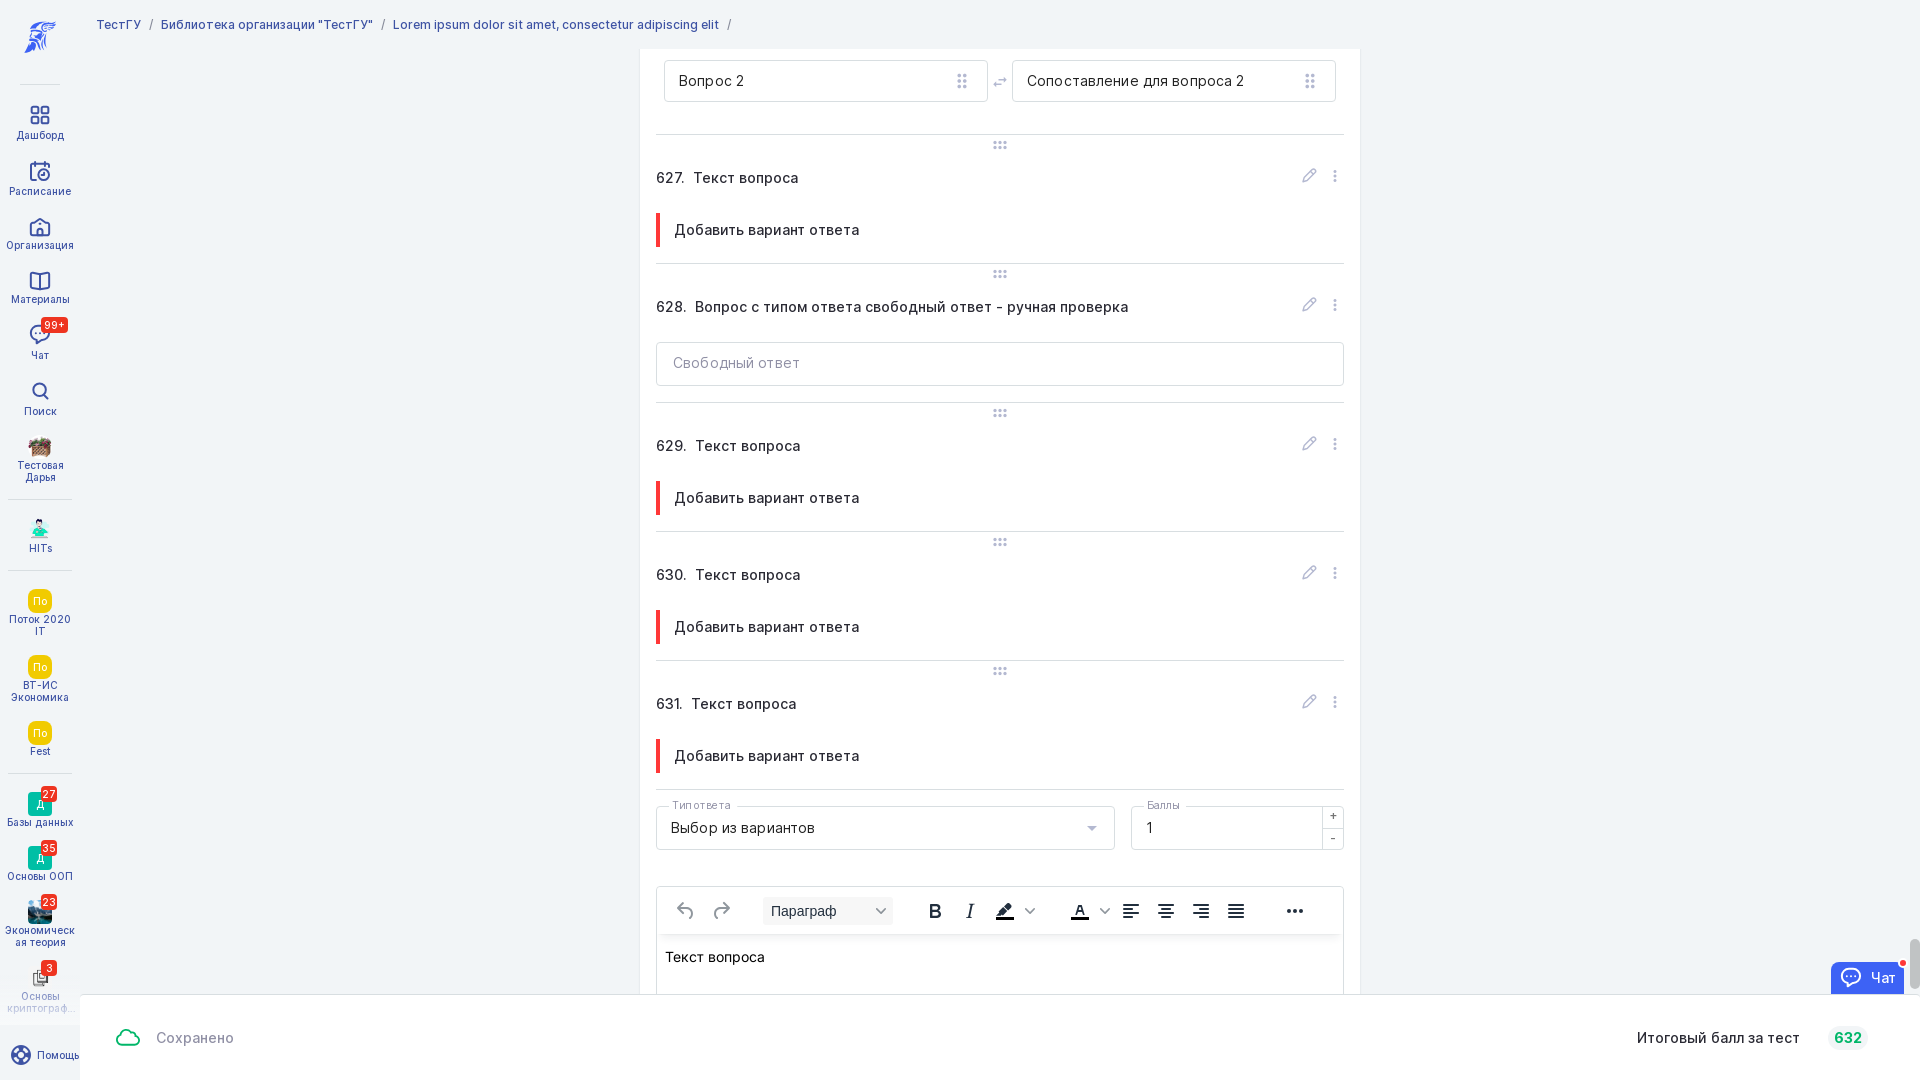 ТестГУ / Библиотека организации "ТестГУ" / Lorem ipsum dolor sit amet, consectetur adipiscing elit /
Дашборд
Расписание
Организация
Материалы
99+
Чат
Поиск
Тестовая
Дарья
HITs
По
Поток 2020
IT
По
ВТ-ИС
Экономика
По
Fest
27
Д
Базы данных
35
Д
Основы ООП
23
Экономическ
ая теория
3
Основы
криптограф...
Помощь
Вопрос 2
Сопоставление для вопроса 2
627. Текст вопроса
Добавить вариант ответа
628. Вопрос с типом ответа свободный ответ - ручная проверка
Свободный ответ
629. Текст вопроса
Добавить вариант ответа
630. Текст вопроса
Добавить вариант ответа
631. Текст вопроса
Добавить вариант ответа
Тип ответа
Выбор из вариантов
Баллы
1
+
-
Параграф
B I A
Текст вопроса
Чат
Сохранено
Итоговый балл за тест 632